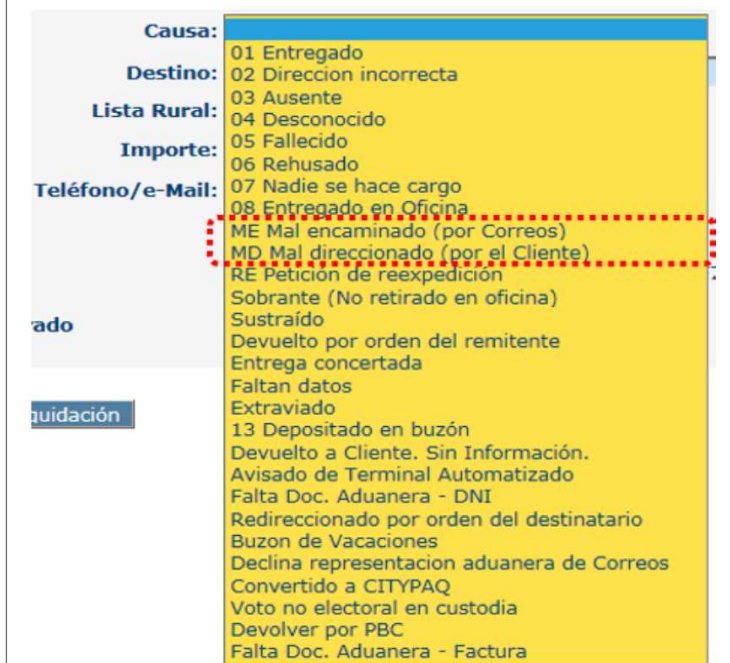 Causa:
Destino:
Lista Rural:
Importe:
Teléfono/e-Mail:
rado
quidación
01 Entregado
02 Direccion incorrecta
03 Ausente
04 Desconocido
05 Fallecido
06 Rehusado
07 Nadie se hace cargo
08 Entregado en Oficina
ME Mal encaminado (por Correos)
MD Mal direccionado (por el Cliente)
RE Petición de reexpedición
Sobrante (No retirado en oficina)
Sustraído
Devuelto por orden del remitente
Entrega concertada
Faltan datos
Extraviado
13 Depositado en buzón
Devuelto a Cliente. Sin Información.
Avisado de Terminal Automatizado
Falta Doc. Aduanera - DNI
Redireccionado por orden del destinatario
Buzon de Vacaciones
Declina representacion aduanera de Correos
Convertido a CITYPAQ
Voto no electoral en custodia
Devolver por PBC
Falta Doc. Aduanera - Factura